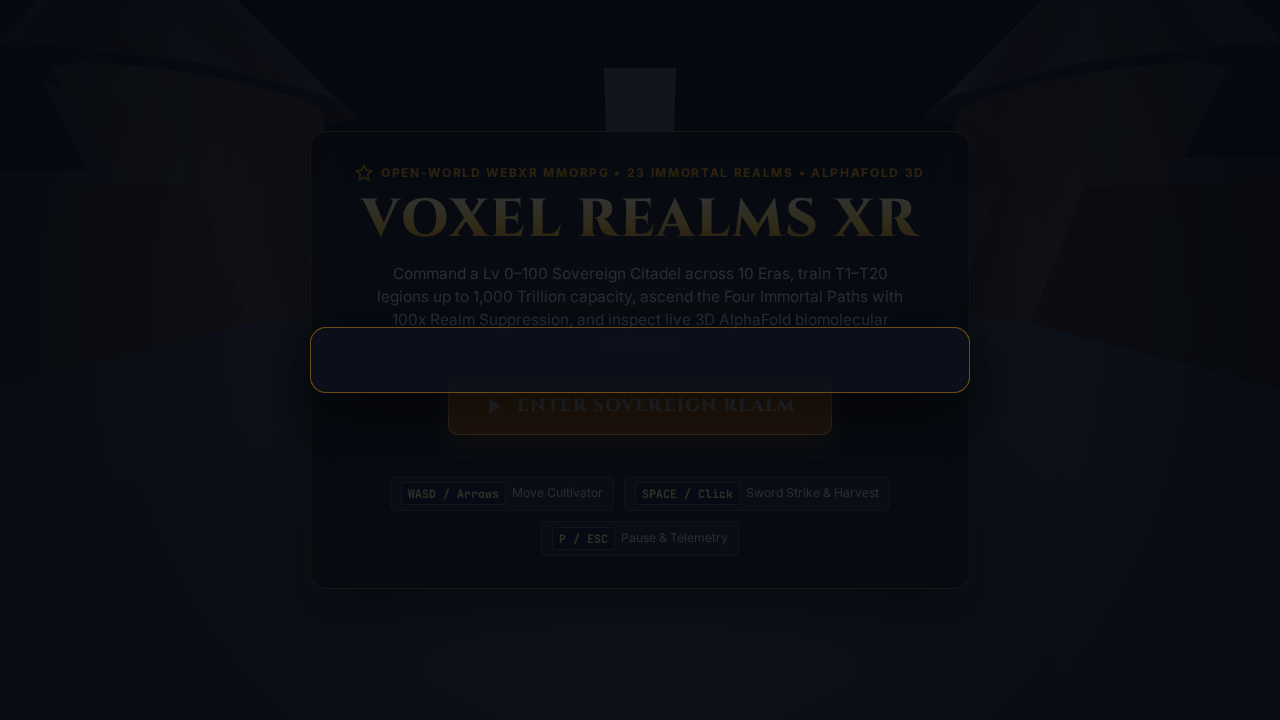 OPEN-WORLD WEBXR MMORPG • 23 IMMORTAL REALMS • ALPHAFOLD 3D
VOXEL REALMS XR
Command a Lv 0–100 Sovereign Citadel across 10 Eras, train T1–T20
legions up to 1,000 Trillion capacity, ascend the Four Immortal Paths with
100x Realm Suppression, and inspect live 3D AlphaFold biomolecular
ENTER SOVEREIGN REALM
WASD / Arrows Move Cultivator
SPACE / Click Sword Strike & Harvest
P / ESC Pause & Telemetry